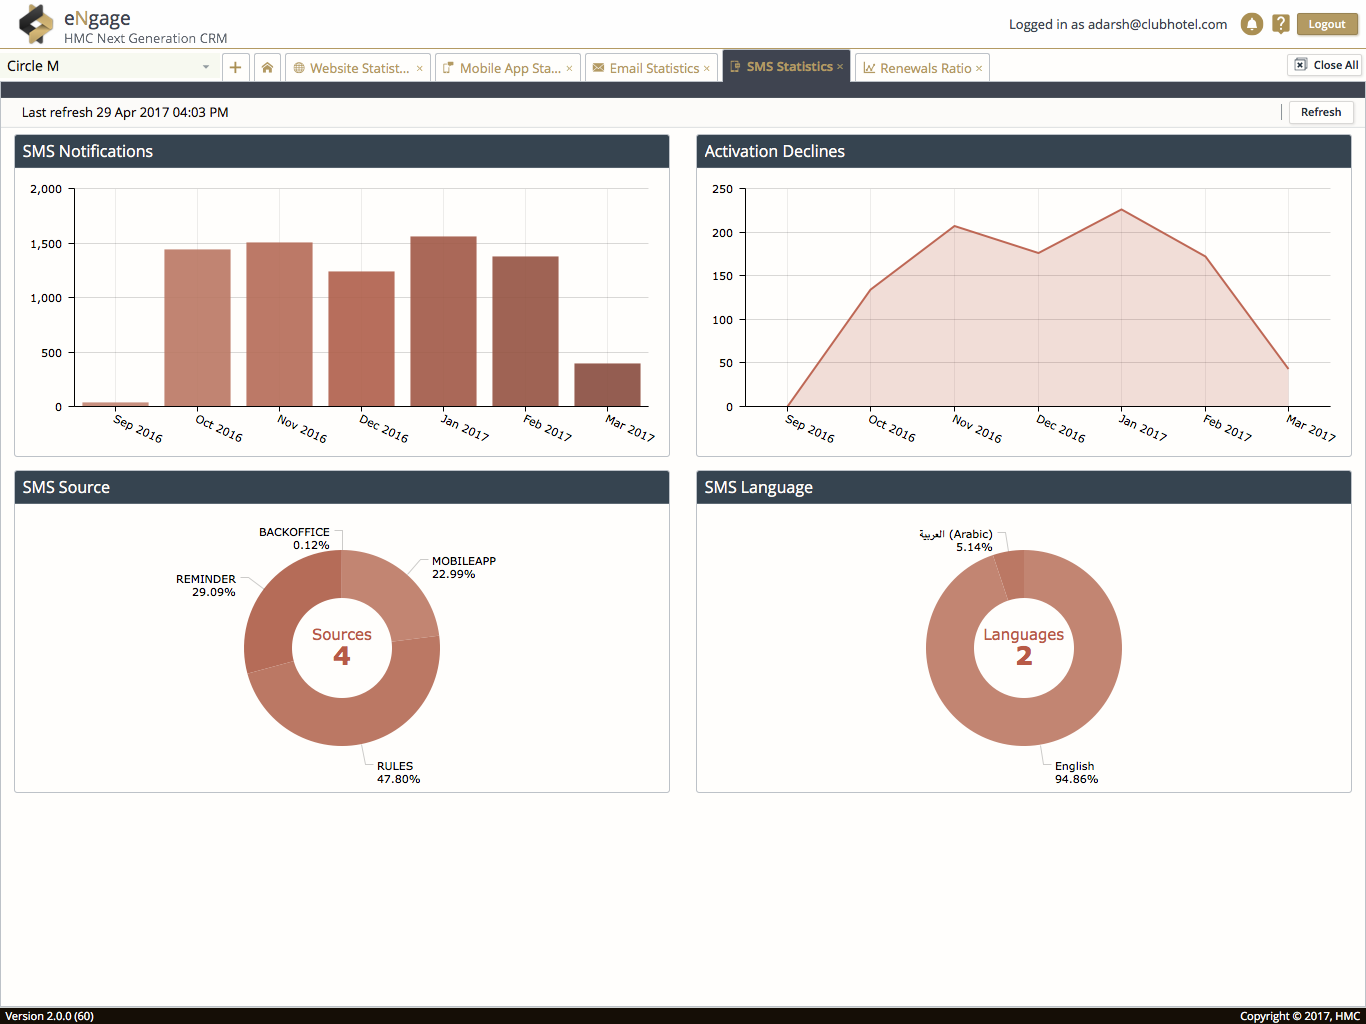 eNgage
HMC Next Generation CRM
Logged in as adarsh@clubhotel.com
?
Logout
Circle M
+
Website Statist... ×
Mobile App Sta... ×
Email Statistics ×
SMS Statistics ×
Renewals Ratio ×
Close All
Last refresh 29 Apr 2017 04:03 PM
Refresh
SMS Notifications
2,000
1,500
1,000
500
0
Sep 2016
Oct 2016
Nov 2016
Dec 2016
Jan 2017
Feb 2017
Mar 2017
Activation Declines
250
200
150
100
50
0
Sep 2016
Oct 2016
Nov 2016
Dec 2016
Jan 2017
Feb 2017
Mar 2017
SMS Source
BACKOFFICE
0.12%
MOBILEAPP
22.99%
REMINDER
29.09%
Sources
4
RULES
47.80%
SMS Language
العربية (Arabic)
5.14%
Languages
2
English
94.86%
Version 2.0.0 (60)
Copyright © 2017, HMC